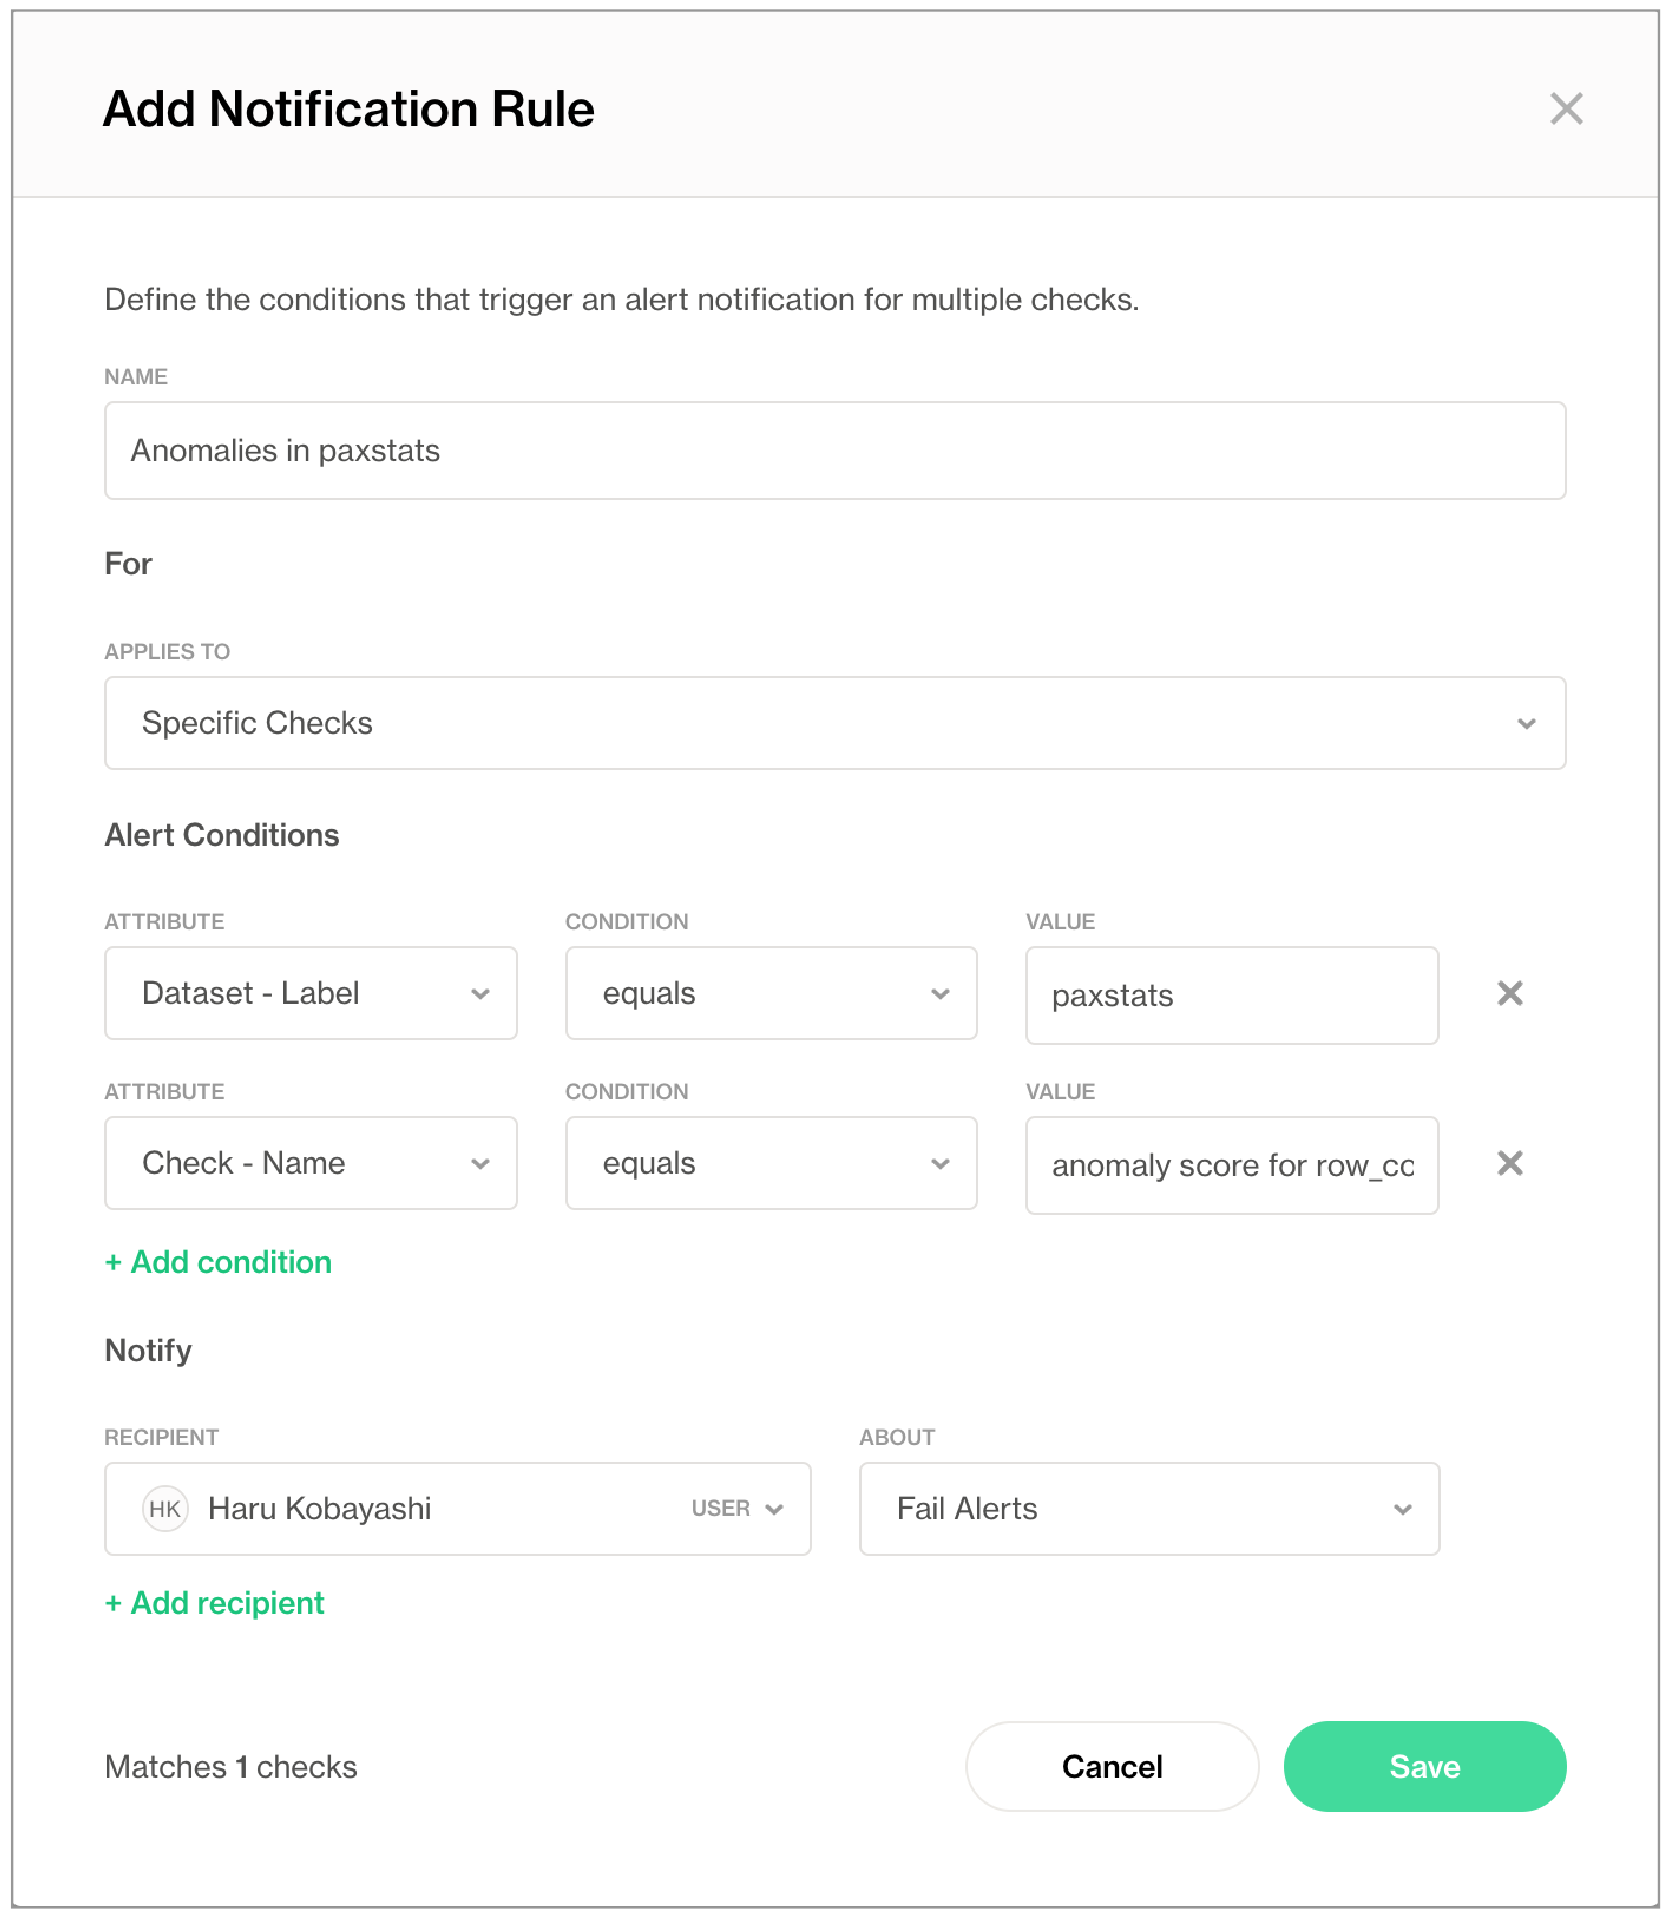 Add Notification Rule
Define the conditions that trigger an alert notification for multiple checks.
NAME
Anomalies in paxstats
For
APPLIES TO
Specific Checks
Alert Conditions
ATTRIBUTE CONDITION VALUE
Dataset - Label equals paxstats
ATTRIBUTE CONDITION VALUE
Check - Name equals anomaly score for row_cc
+ Add condition
Notify
RECIPIENT ABOUT
HK Haru Kobayashi USER Fail Alerts
+ Add recipient
Matches 1 checks Cancel Save